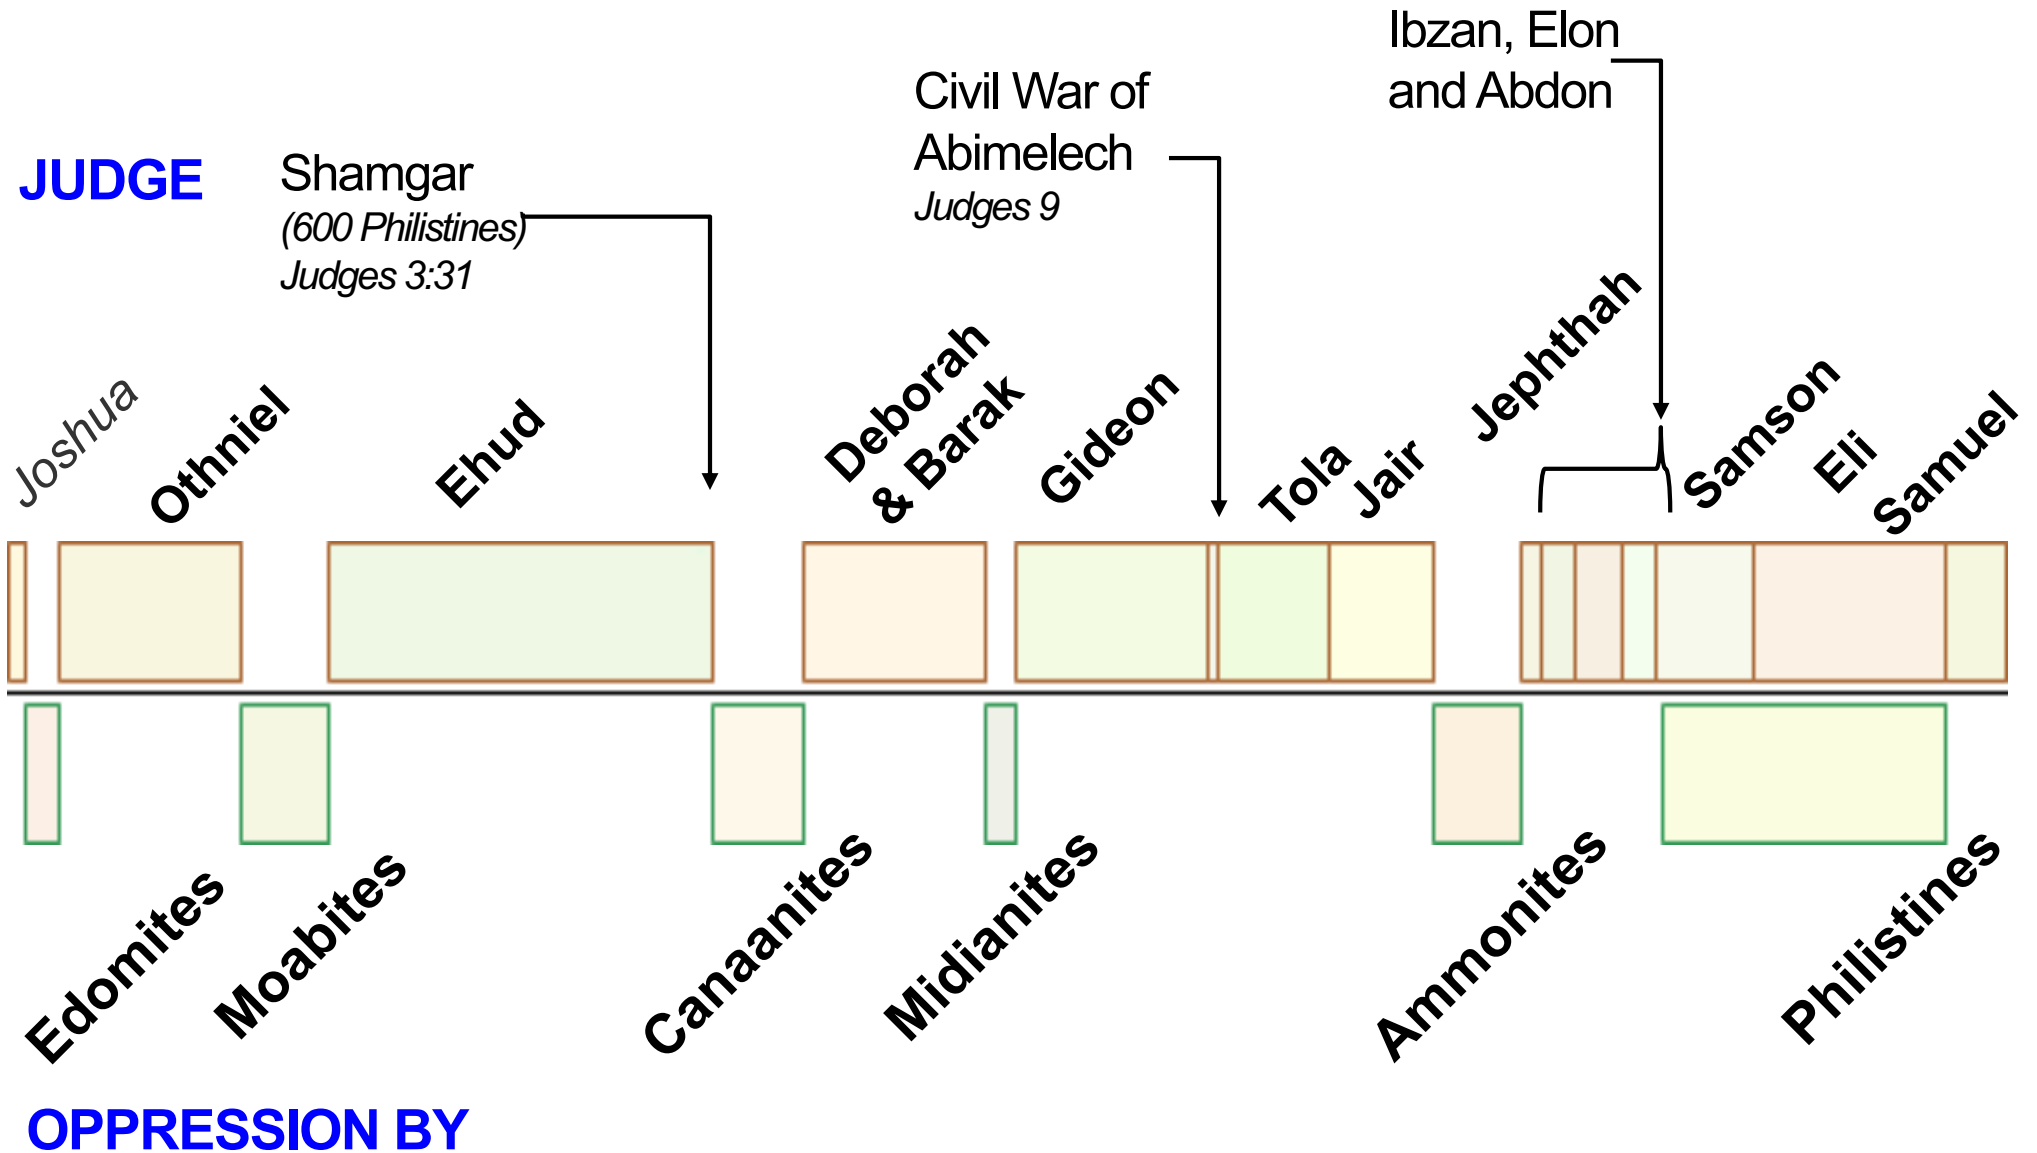 Ibzan, Elon
and Abdon
Civil War of
Abimelech
Judges 9
JUDGE
Shamgar
(600 Philistines)
Judges 3:31
Joshua
Othniel
Ehud
Deborah
& Barak
Gideon
Tola
Jair
Jephthah
Samson
Eli
Samuel
Edomites
Moabites
Canaanites
Midianites
Ammonites
Philistines
OPPRESSION BY